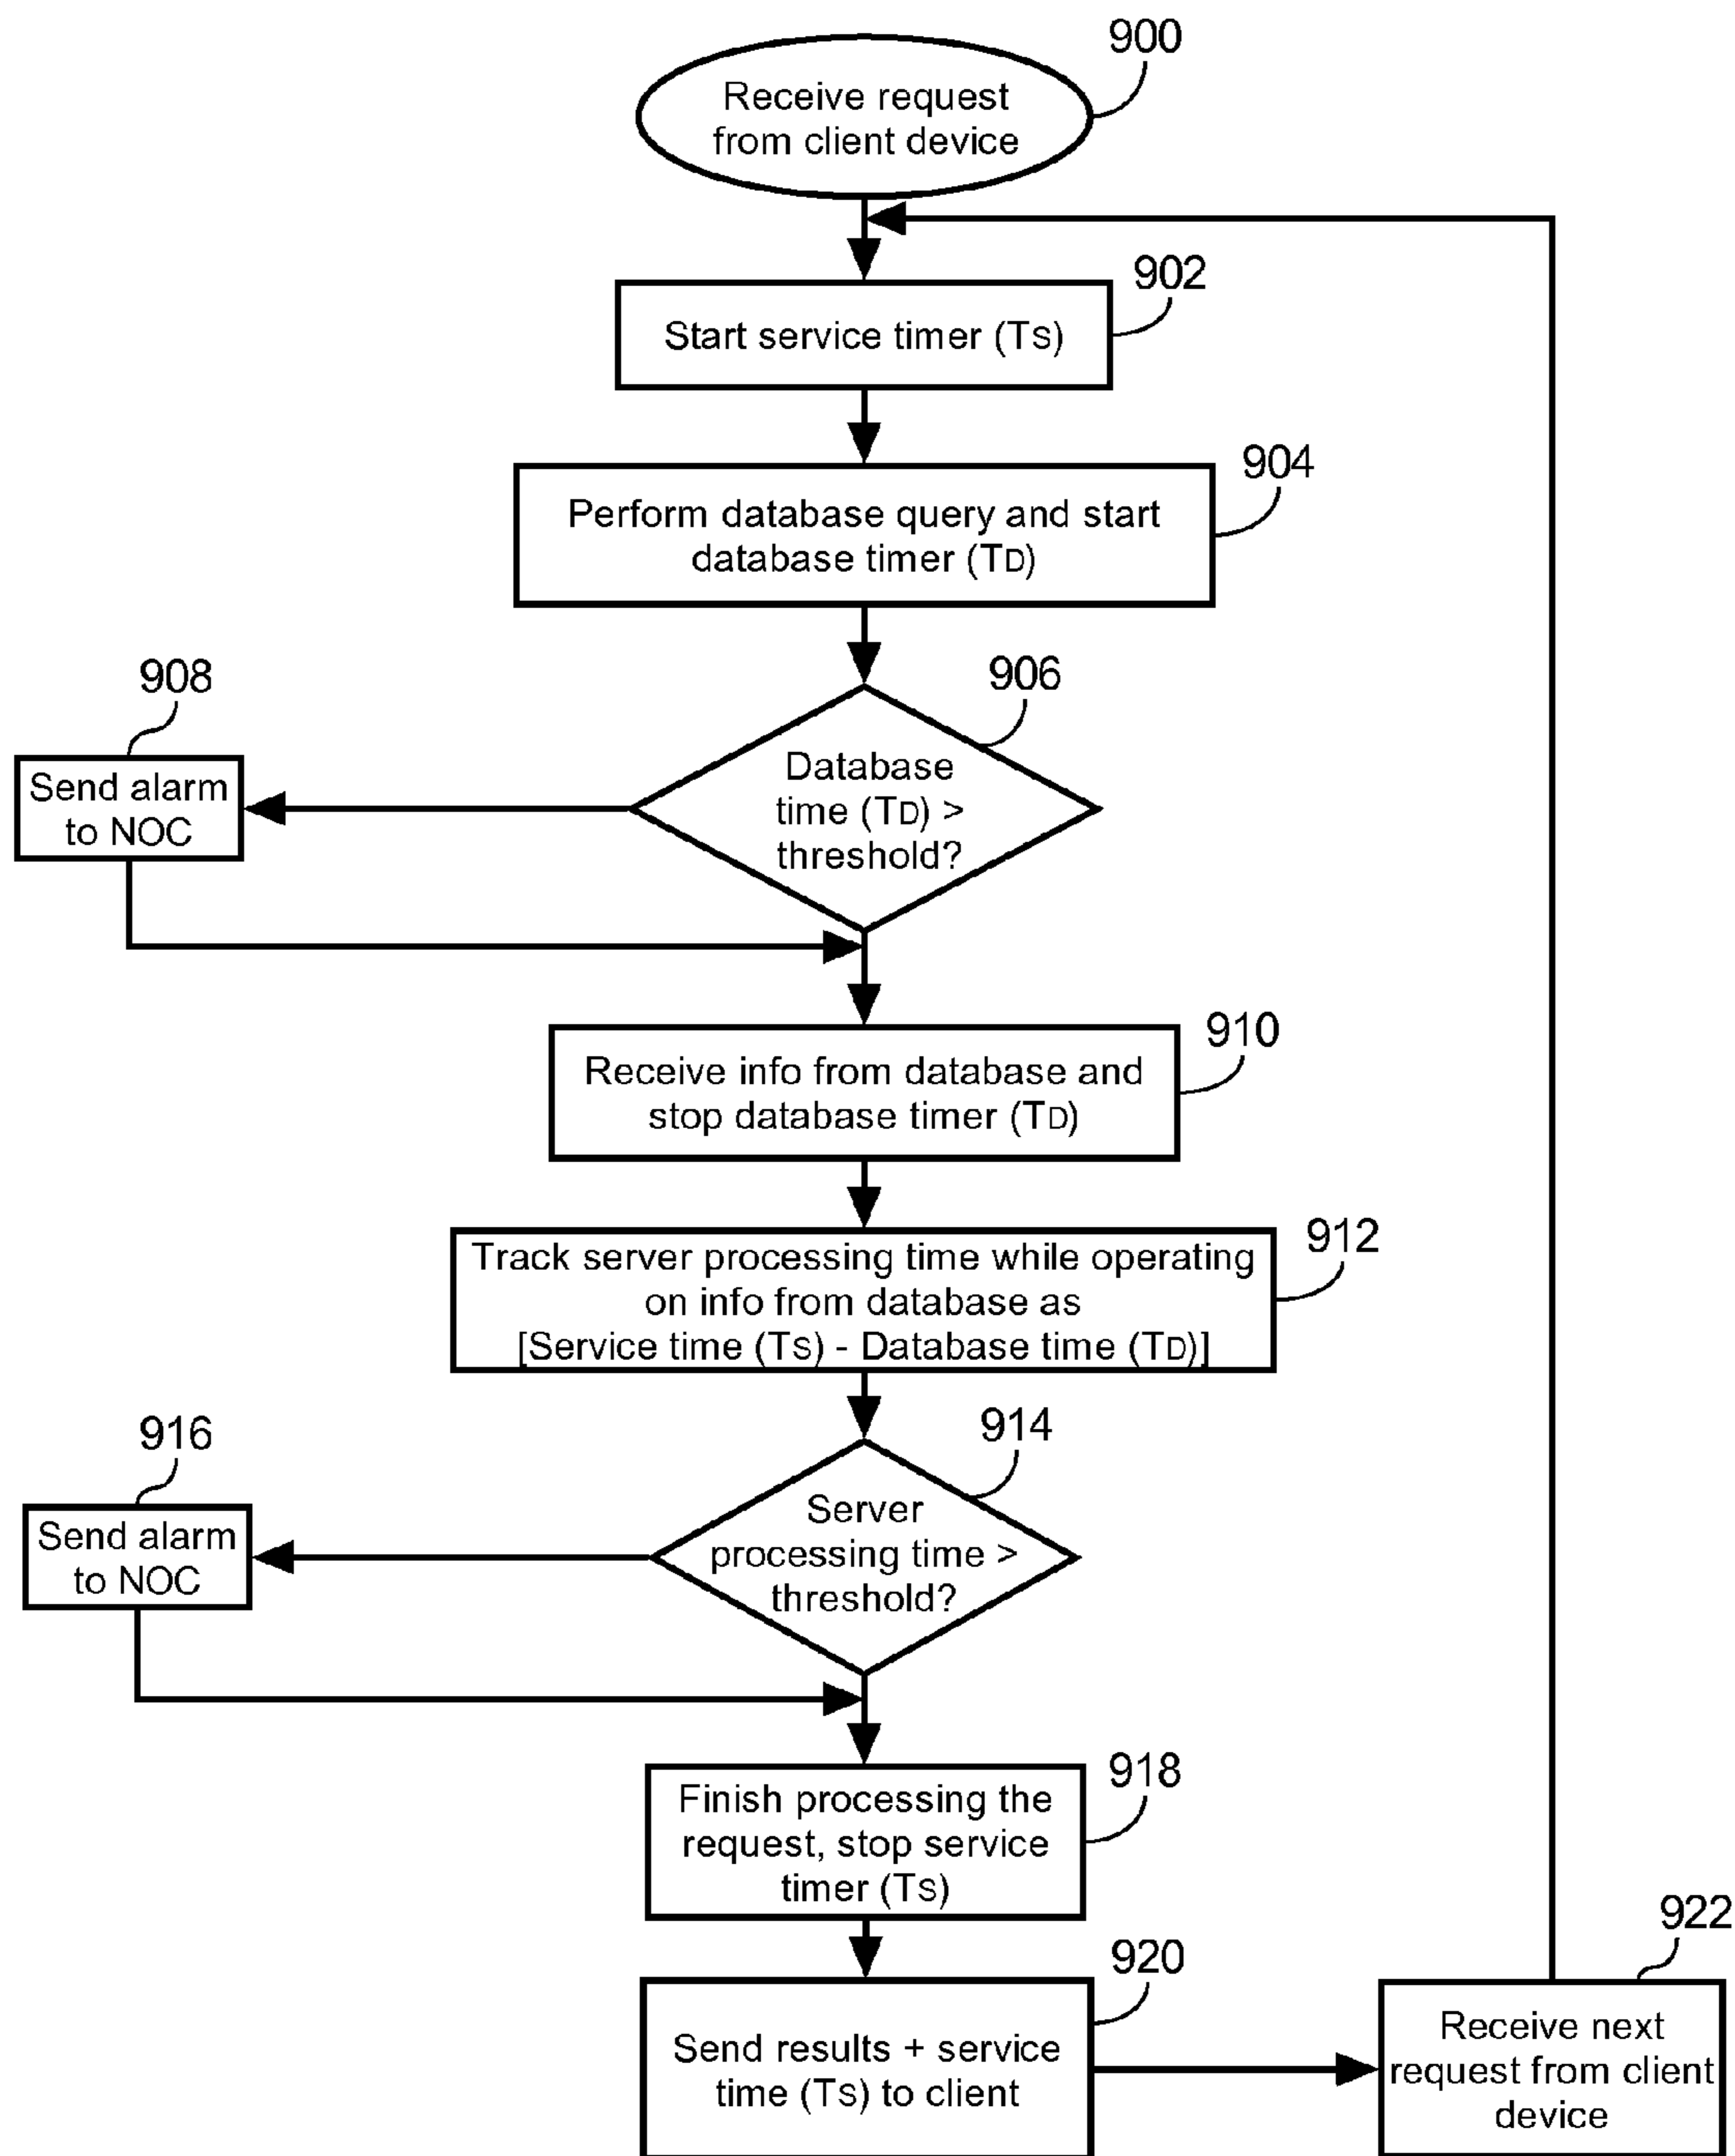 900
Receive request
from client device
902
Start service timer (Ts)
904
Perform database query and start
database timer (TD)
906
Database
time (TD) >
threshold?
908
Send alarm
to NOC
910
Receive info from database and
stop database timer (TD)
912
Track server processing time while operating
on info from database as
[Service time (Ts) - Database time (TD)]
914
Server
processing time >
threshold?
916
Send alarm
to NOC
918
Finish processing the
request, stop service
timer (Ts)
920
Send results + service
time (Ts) to client
922
Receive next
request from client
device